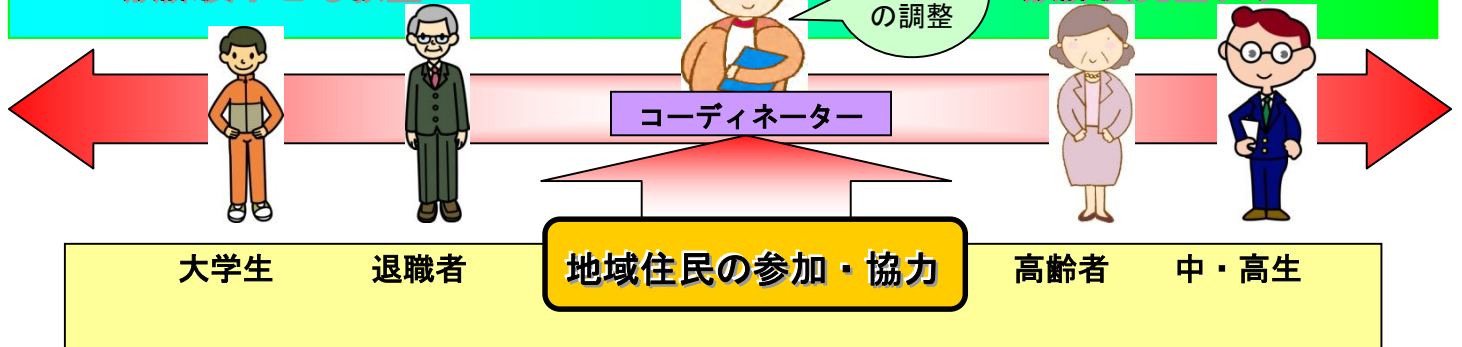 の調整
コーディネーター
地域住民の参加・協力
大学生
退職者
高齢者
中・高生